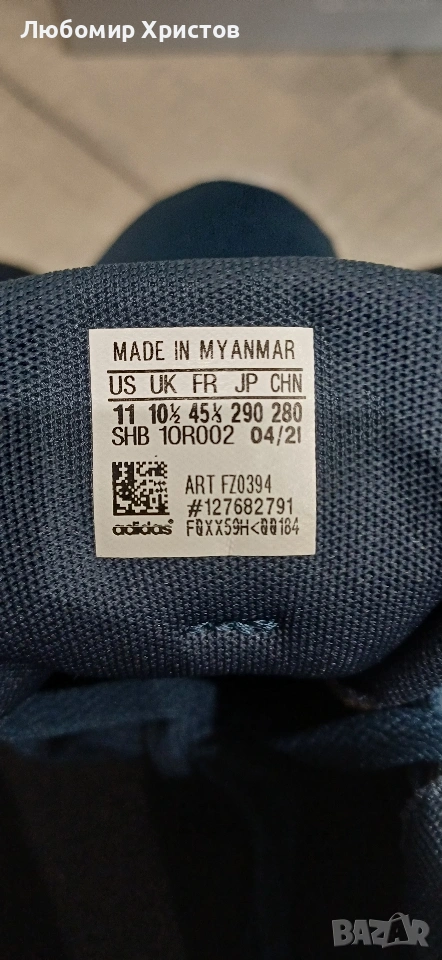 Любомир Христов
MADE IN MYANMAR
US UK FR JP CHN
11 10½ 45⅓ 290 280
SHB 10R002 04/21
ART FZ0394
#127682791
adidas
BAZAR